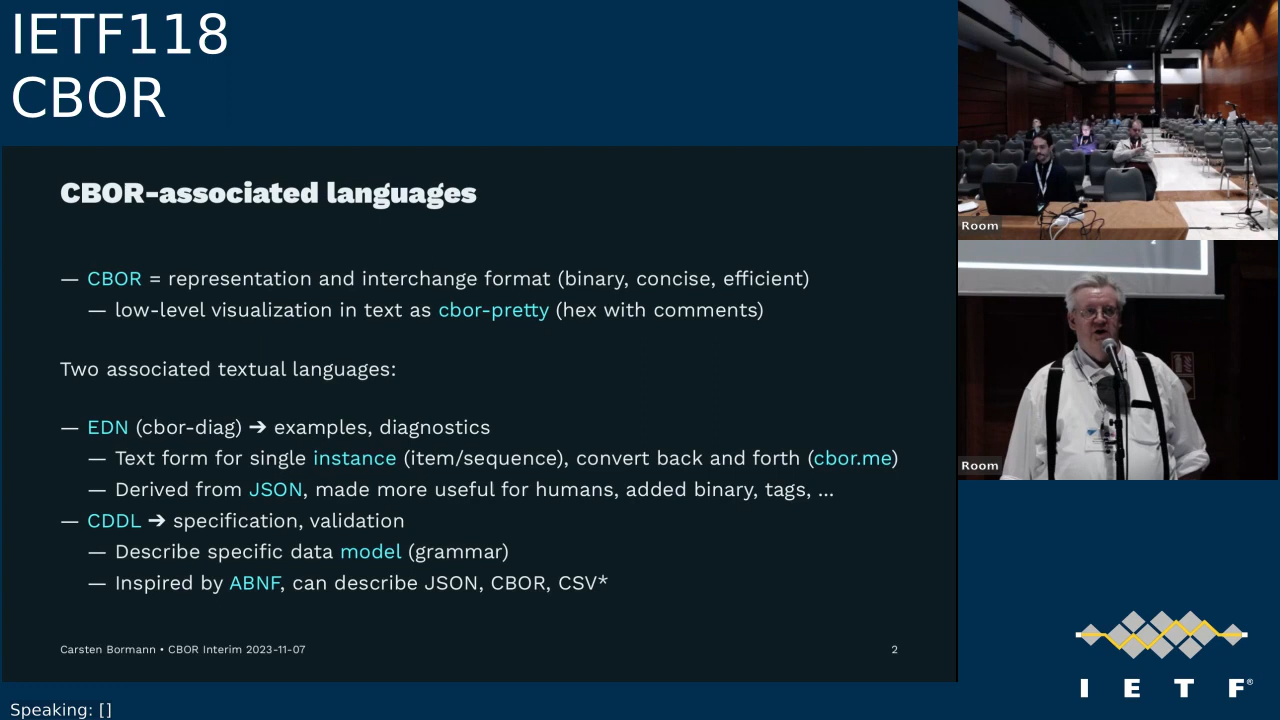 IETF118
CBOR
CBOR-associated languages
— CBOR = representation and interchange format (binary, concise, efficient)
— low-level visualization in text as cbor-pretty (hex with comments)
Two associated textual languages:
— EDN (cbor-diag) ➔ examples, diagnostics
— Text form for single instance (item/sequence), convert back and forth (cbor.me)
— Derived from JSON, made more useful for humans, added binary, tags, ...
— CDDL ➔ specification, validation
— Describe specific data model (grammar)
— Inspired by ABNF, can describe JSON, CBOR, CSV*
Carsten Bormann • CBOR Interim 2023-11-07
2
Room
Room
I E T F®
Speaking: []